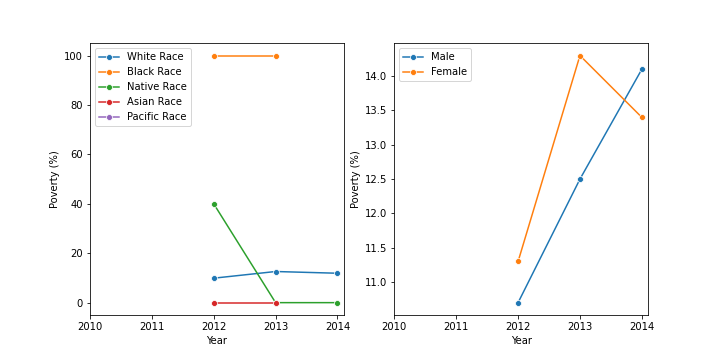 White Race
Black Race
Native Race
Asian Race
Pacific Race
100
80
60
40
20
0
Poverty (%)
2010 2011 2012 2013 2014
Year
Male
Female
14.0
13.5
13.0
12.5
12.0
11.5
11.0
Poverty (%)
2010 2011 2012 2013 2014
Year